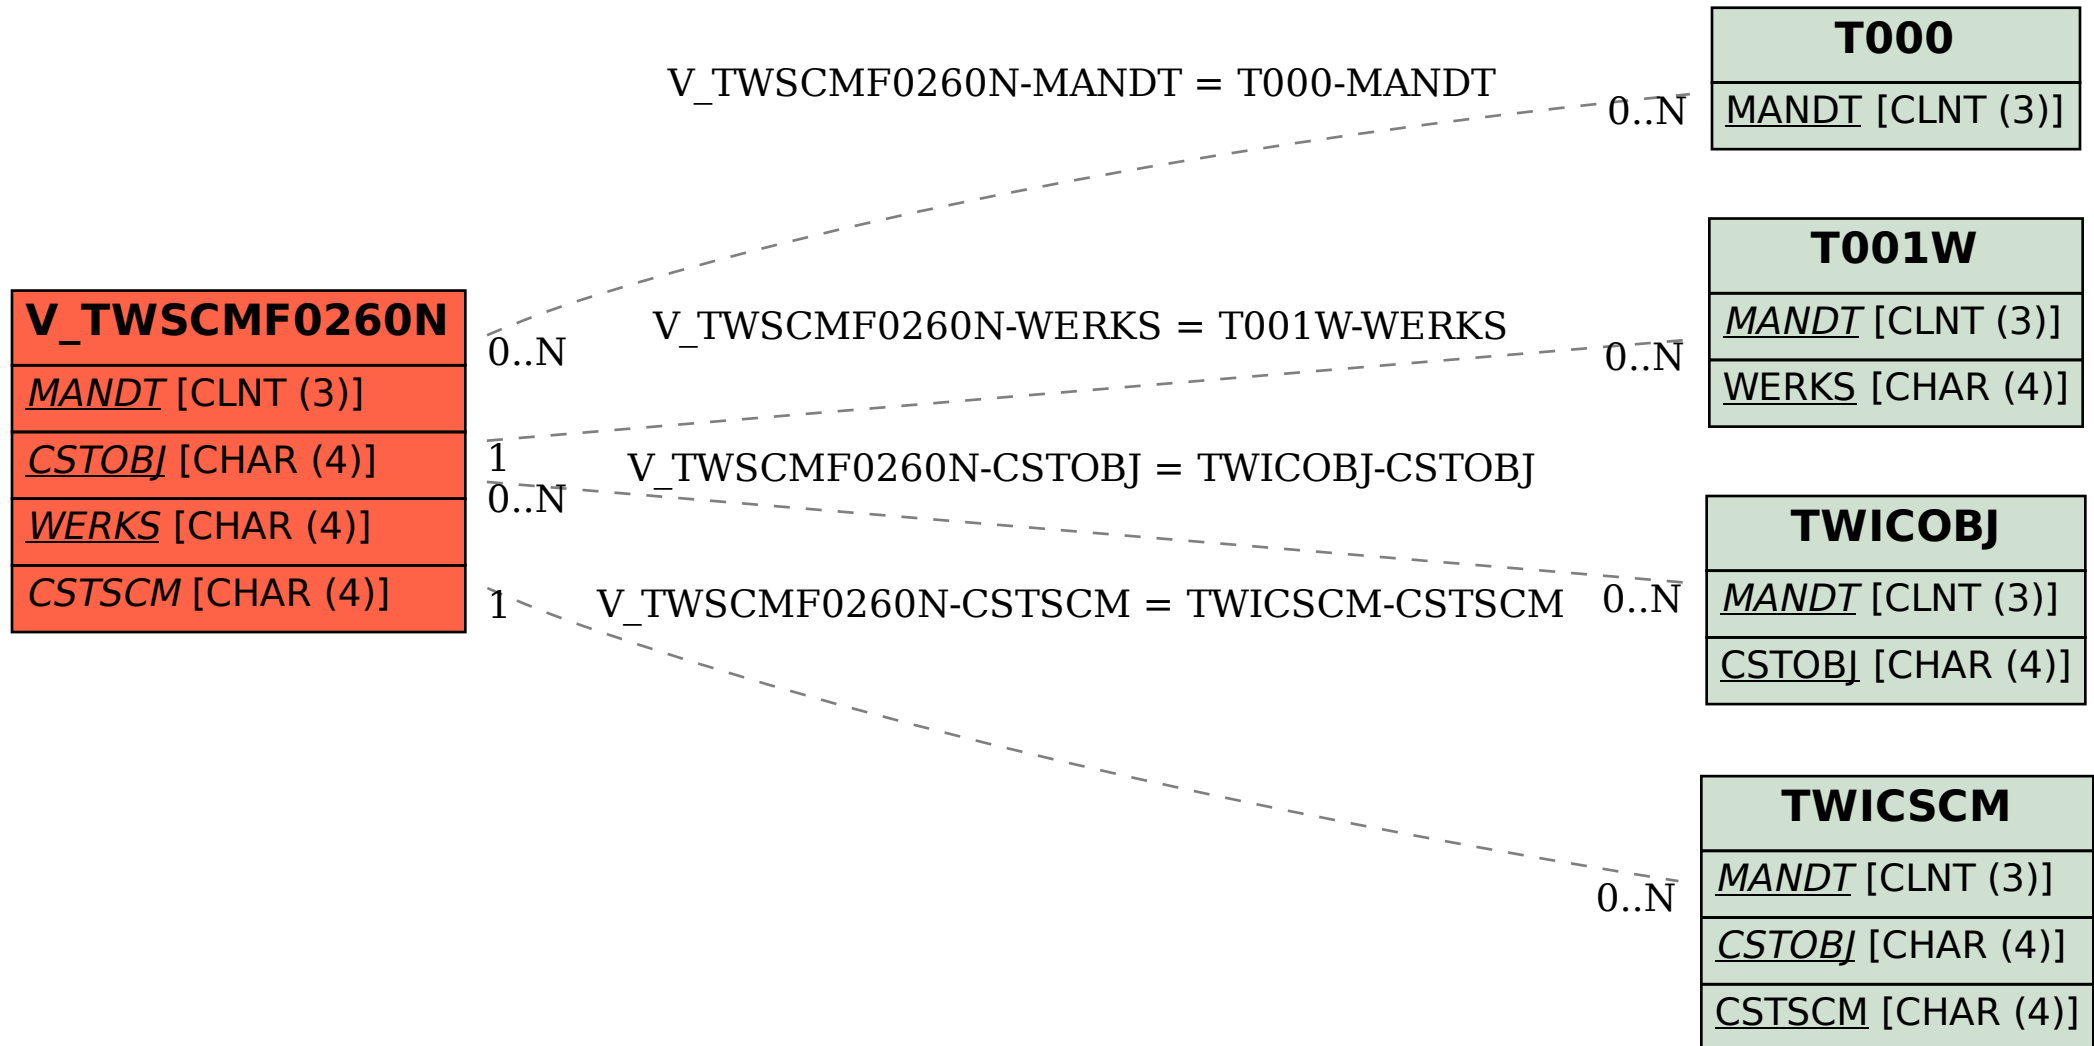 V_TWSCMF0260N
MANDT [CLNT (3)]
CSTOBJ [CHAR (4)]
WERKS [CHAR (4)]
CSTSCM [CHAR (4)]
V_TWSCMF0260N-MANDT = T000-MANDT
0..N
0..N
V_TWSCMF0260N-WERKS = T001W-WERKS
1
0..N
V_TWSCMF0260N-CSTOBJ = TWICOBJ-CSTOBJ
0..N
0..N
V_TWSCMF0260N-CSTSCM = TWICSCM-CSTSCM
1
0..N
T000
MANDT [CLNT (3)]
T001W
MANDT [CLNT (3)]
WERKS [CHAR (4)]
TWICOBJ
MANDT [CLNT (3)]
CSTOBJ [CHAR (4)]
TWICSCM
MANDT [CLNT (3)]
CSTOBJ [CHAR (4)]
CSTSCM [CHAR (4)]